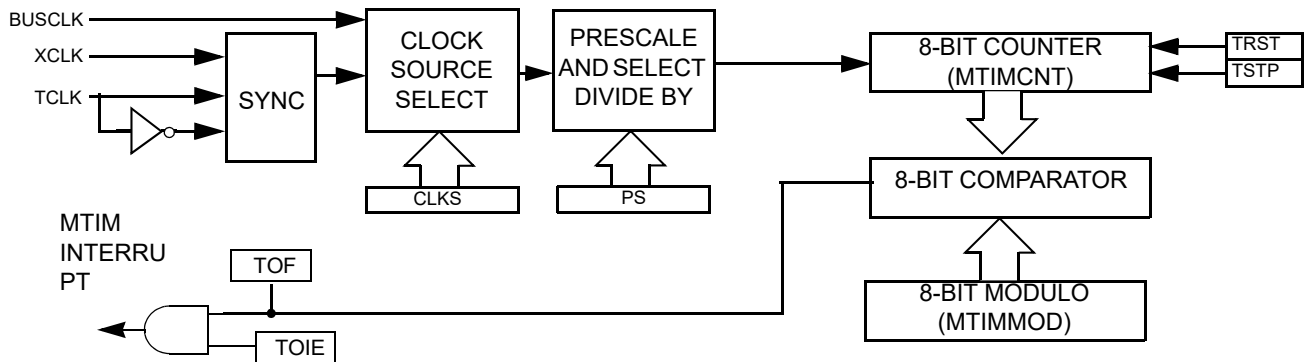 BUSCLK
XCLK
TCLK
SYNC
CLOCK
SOURCE
SELECT
CLKS
PRESCALE
AND SELECT
DIVIDE BY
PS
8-BIT COUNTER
(MTIMCNT)
TRST
TSTP
8-BIT COMPARATOR
8-BIT MODULO
(MTIMMOD)
MTIM
INTERRU
PT
TOF
TOIE